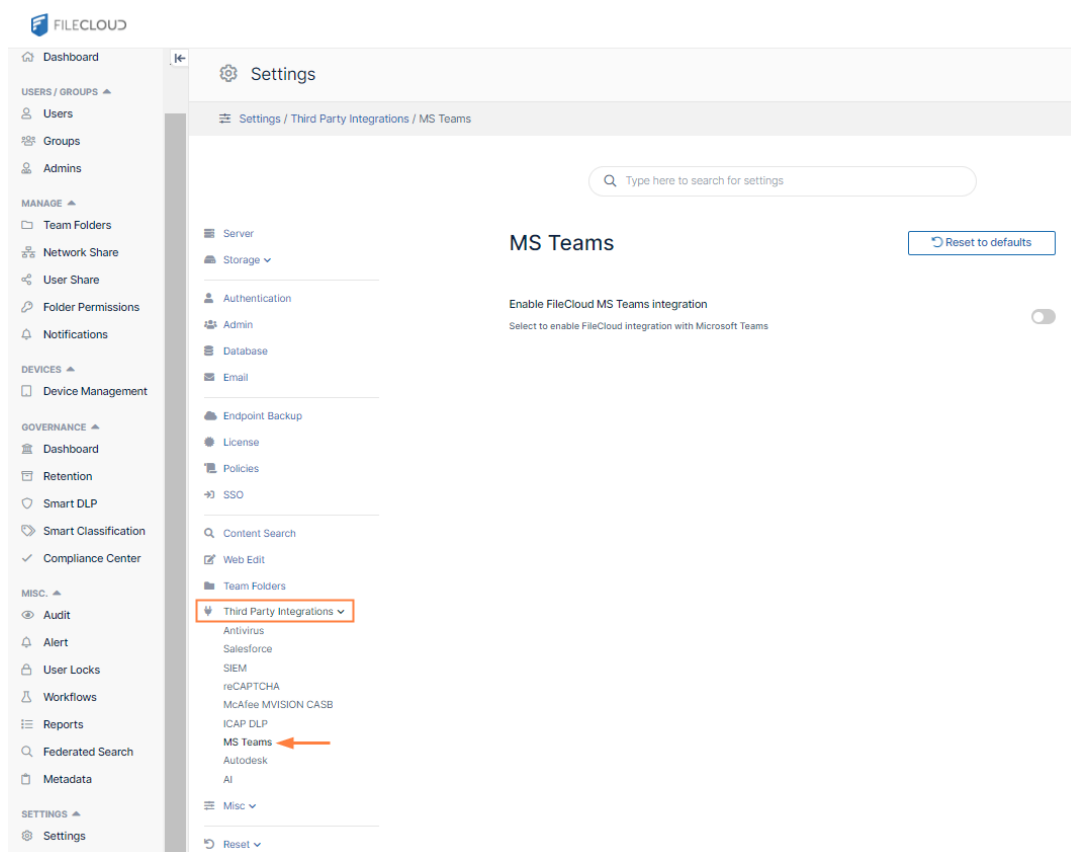 FILECLOUD
Dashboard
USERS / GROUPS
Users
Groups
Admins
MANAGE
Team Folders
Network Share
User Share
Folder Permissions
Notifications
DEVICES
Device Management
GOVERNANCE
Dashboard
Retention
Smart DLP
Smart Classification
Compliance Center
MISC.
Audit
Alert
User Locks
Workflows
Reports
Federated Search
Metadata
SETTINGS
Settings
Settings
Settings / Third Party Integrations / MS Teams
Type here to search for settings
Server
Storage
Authentication
Admin
Database
Email
Endpoint Backup
License
Policies
SSO
Content Search
Web Edit
Team Folders
Third Party Integrations
Antivirus
Salesforce
SIEM
reCAPTCHA
McAfee MVISION CASB
ICAP DLP
MS Teams
Autodesk
AI
Misc
Reset
MS Teams
Reset to defaults
Enable FileCloud MS Teams integration
Select to enable FileCloud integration with Microsoft Teams